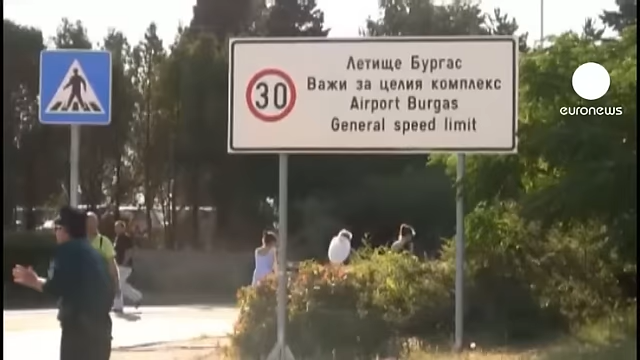 30
Летище Бургас
Важи за целия комплекс
Airport Burgas
General speed limit
euronews